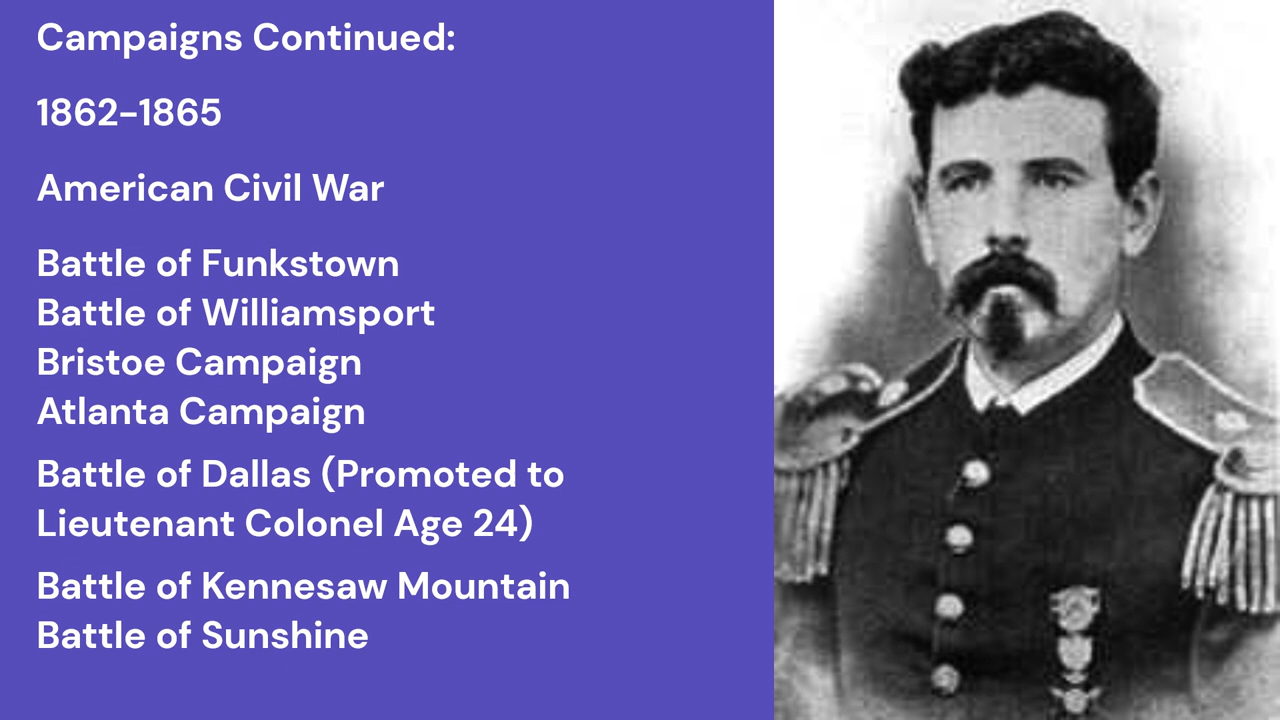 Campaigns Continued:
1862-1865
American Civil War
Battle of Funkstown
Battle of Williamsport
Bristoe Campaign
Atlanta Campaign
Battle of Dallas (Promoted to
Lieutenant Colonel Age 24)
Battle of Kennesaw Mountain
Battle of Sunshine